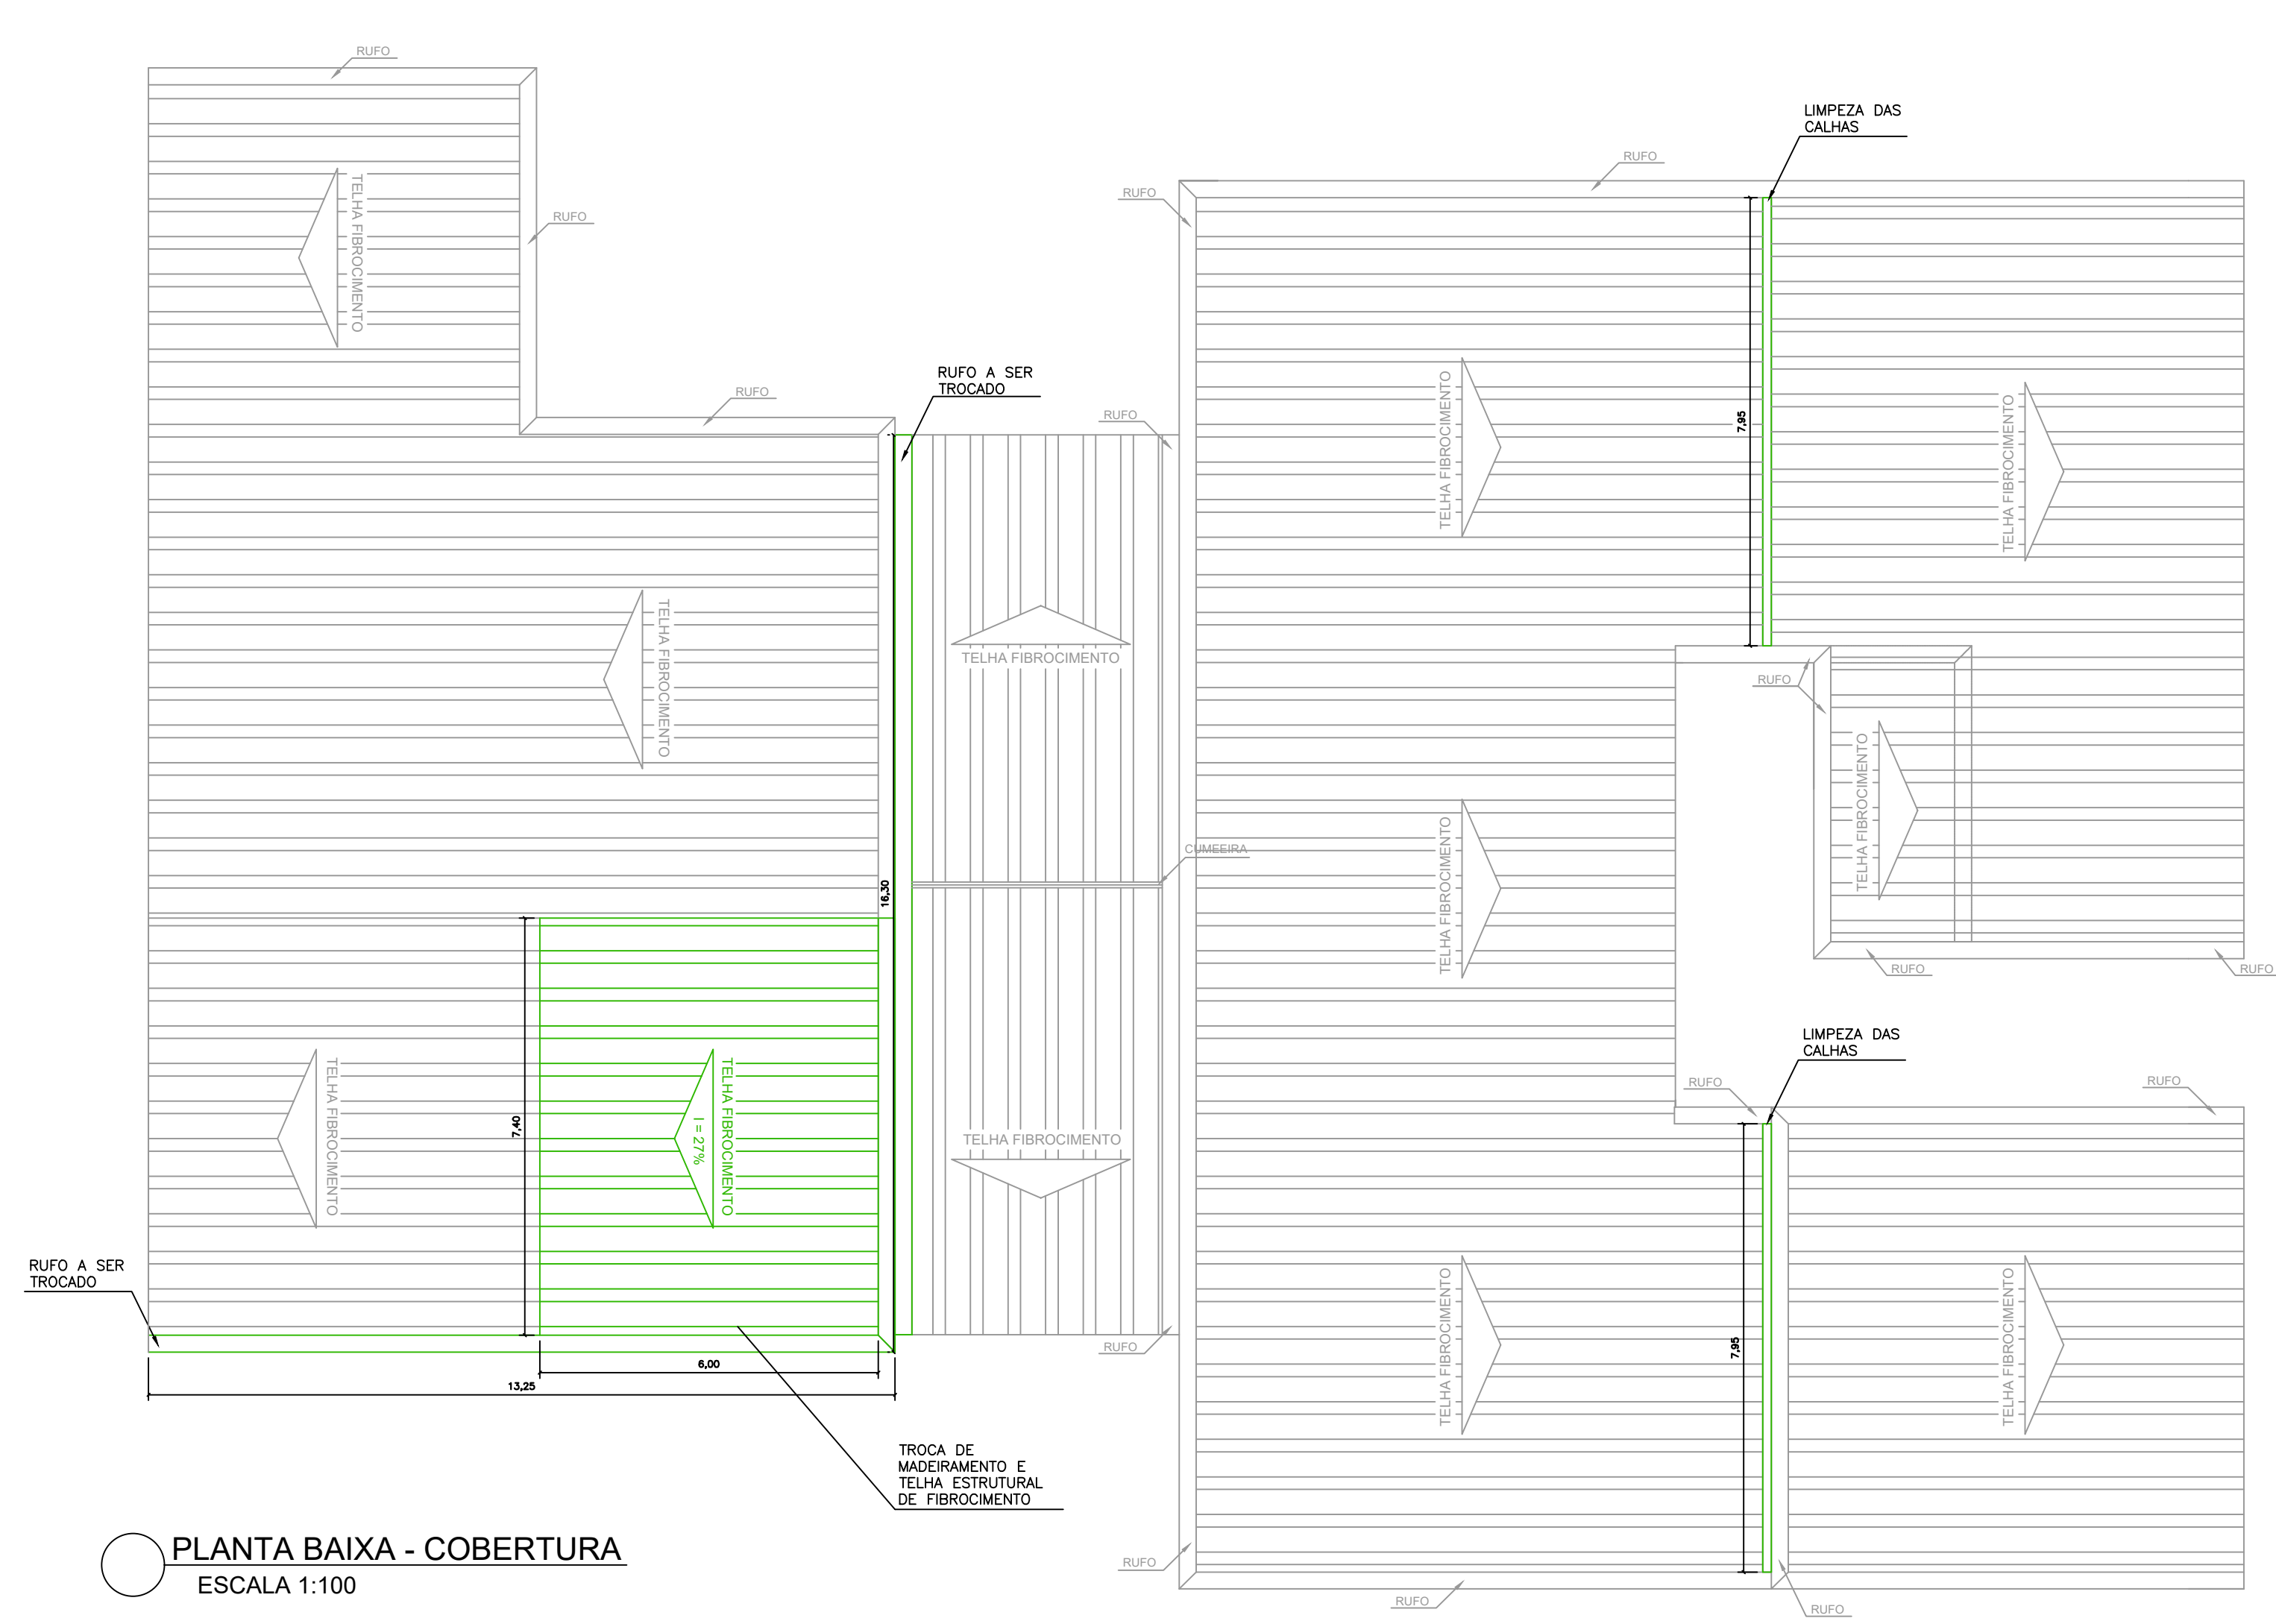 RUFO
LIMPEZA DAS
CALHAS
RUFO
RUFO
RUFO
TELHA FIBROCIMENTO
RUFO A SER
TROCADO
RUFO
RUFO
7,95
TELHA FIBROCIMENTO
TELHA FIBROCIMENTO
TELHA FIBROCIMENTO
TELHA FIBROCIMENTO
RUFO
TELHA FIBROCIMENTO
CUMEEIRA
TELHA FIBROCIMENTO
16,30
RUFO
RUFO
LIMPEZA DAS
CALHAS
RUFO
RUFO
7,40
TELHA FIBROCIMENTO
TELHA FIBROCIMENTO
I = 27%
TELHA FIBROCIMENTO
RUFO A SER
TROCADO
RUFO
7,95
TELHA FIBROCIMENTO
TELHA FIBROCIMENTO
6,00
13,25
TROCA DE
MADEIRAMENTO E
TELHA ESTRUTURAL
DE FIBROCIMENTO
PLANTA BAIXA - COBERTURA
ESCALA 1:100
RUFO
RUFO
RUFO